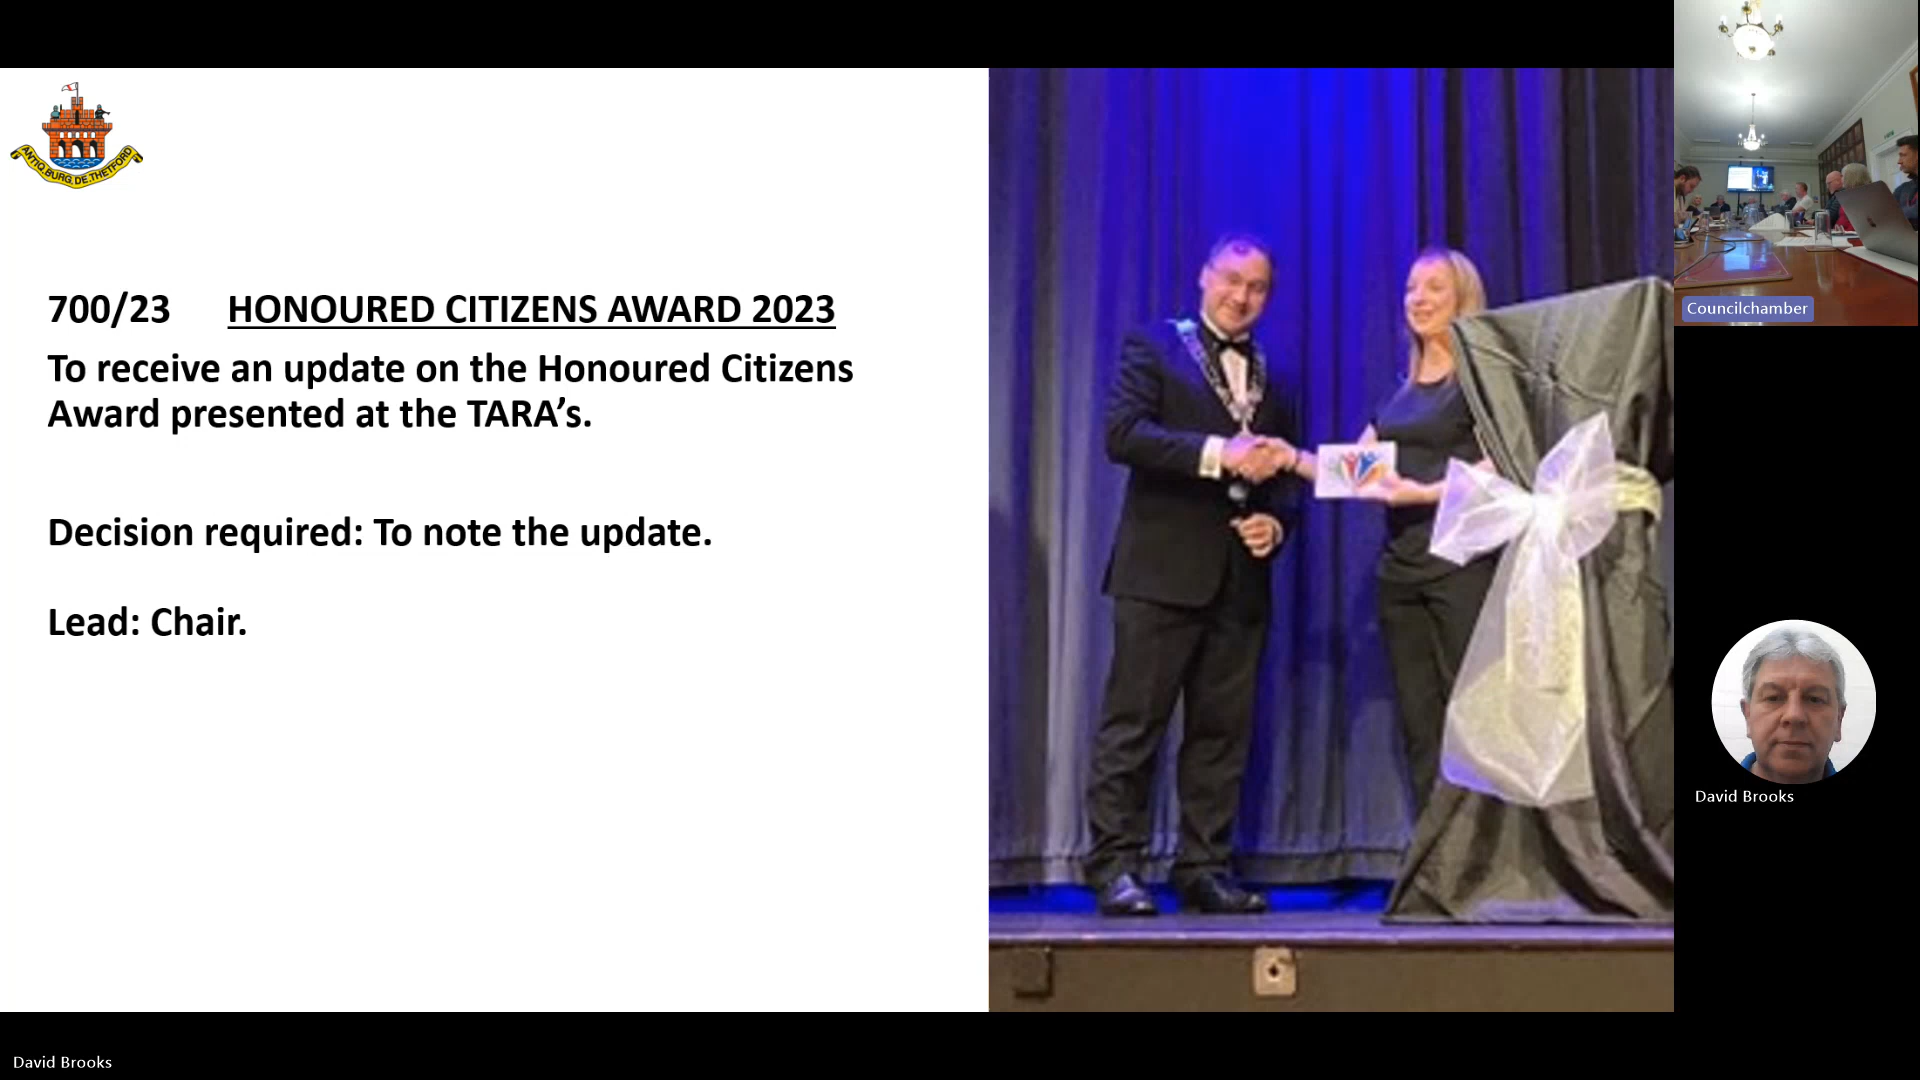 ANTIQ. BURG. DE. THETFORD
700/23 HONOURED CITIZENS AWARD 2023
To receive an update on the Honoured Citizens
Award presented at the TARA’s.
Decision required: To note the update.
Lead: Chair.
Councilchamber
David Brooks
David Brooks